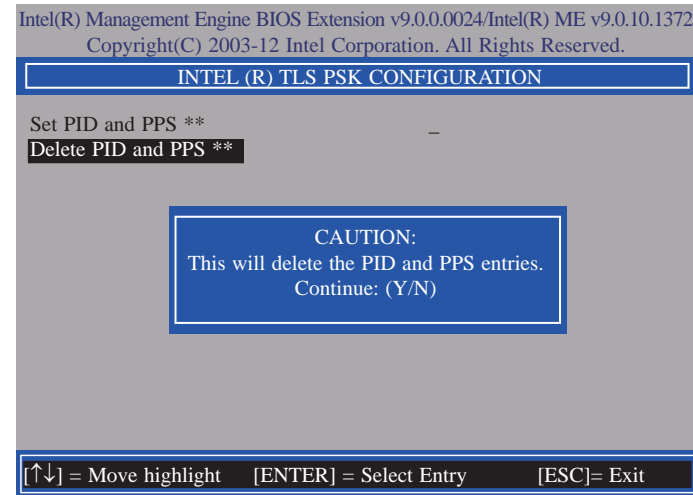 Intel(R) Management Engine BIOS Extension v9.0.0.0024/Intel(R) ME v9.0.10.1372
Copyright(C) 2003-12 Intel Corporation. All Rights Reserved.
INTEL (R) TLS PSK CONFIGURATION
Set PID and PPS ** _
Delete PID and PPS **
CAUTION:
This will delete the PID and PPS entries.
Continue: (Y/N)
[↑↓] = Move highlight [ENTER] = Select Entry [ESC]= Exit